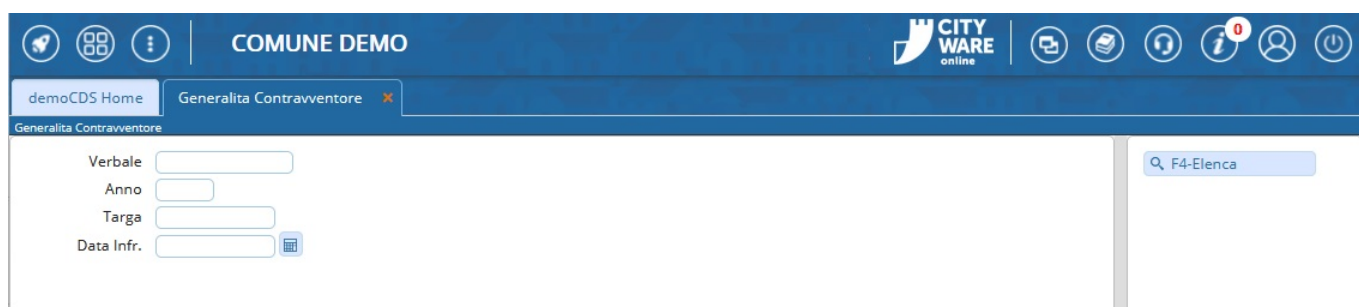 COMUNE DEMO
CITY
WARE
online
0
demoCDS Home
Generalita Contravventore
Generalita Contravventore
Verbale
Anno
Targa
Data Infr.
F4-Elenca